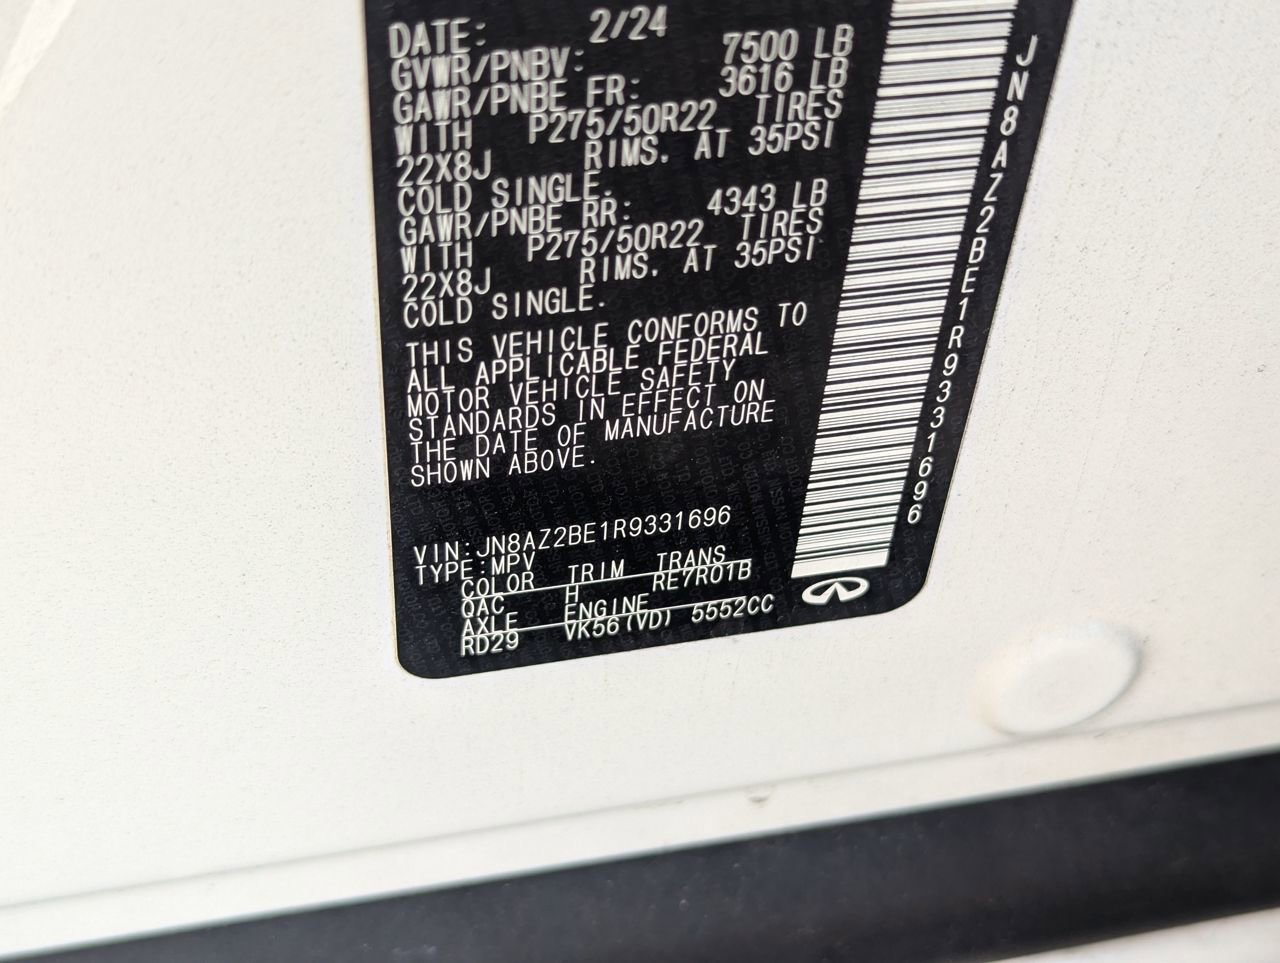 DATE: 2/24
GVWR/PNBV: 7500 LB
GAWR/PNBE FR: 3616 LB
WITH P275/50R22 TIRES
22X8J RIMS. AT 35PSI
COLD SINGLE.
GAWR/PNBE RR: 4343 LB
WITH P275/50R22 TIRES
22X8J RIMS. AT 35PSI
COLD SINGLE.
THIS VEHICLE CONFORMS TO
ALL APPLICABLE FEDERAL
MOTOR VEHICLE SAFETY
STANDARDS IN EFFECT ON
THE DATE OF MANUFACTURE
SHOWN ABOVE.
VIN:JN8AZ2BE1R9331696
TYPE:MPV
COLOR TRIM TRANS
QAC H RE7R01B
AXLE ENGINE
RD29 VK56(VD) 5552CC
JN8AZ2BE1R9331696